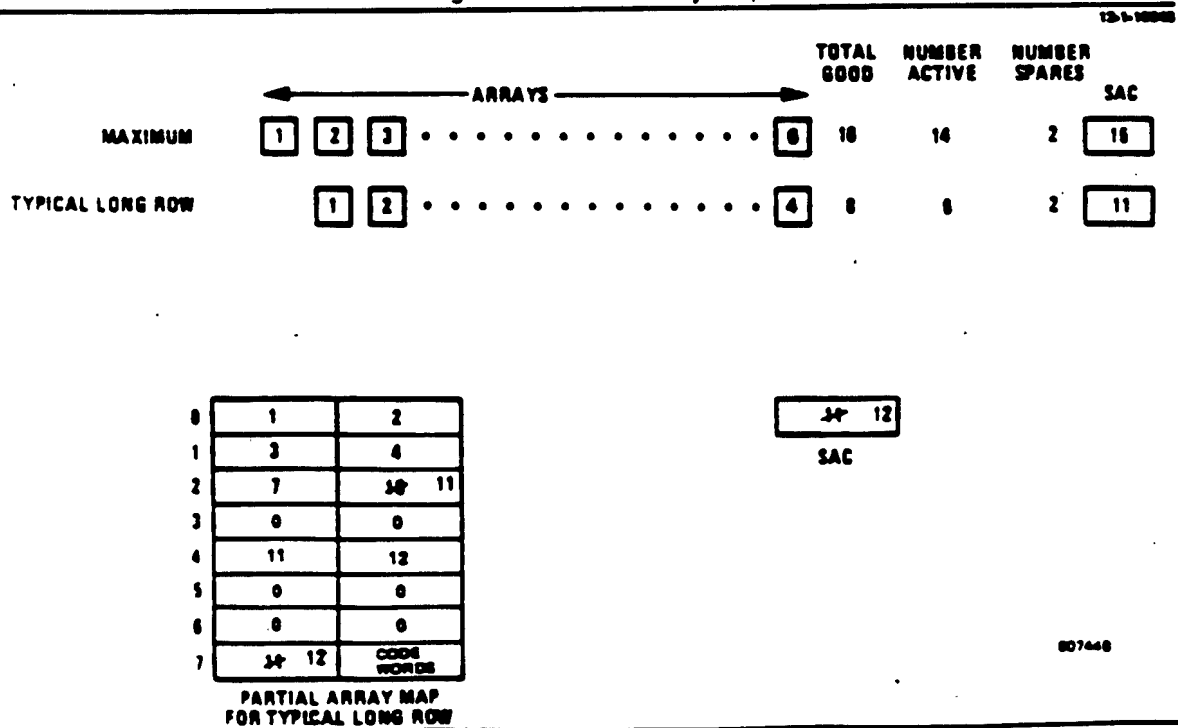 TOTAL GOOD NUMBER ACTIVE NUMBER SPARES
ARRAYS SAC
MAXIMUM 1 2 3 16 14 2
TYPICAL LONG ROW 1 2 4 8 6 2 11
0 1 2
1 3 4
2 7 10 11
3 0 0
4 11 12
5 0 0
6 0 0
7 12 CODE WORDS
12
SAC
PARTIAL ARRAY MAP
FOR TYPICAL LONG ROW